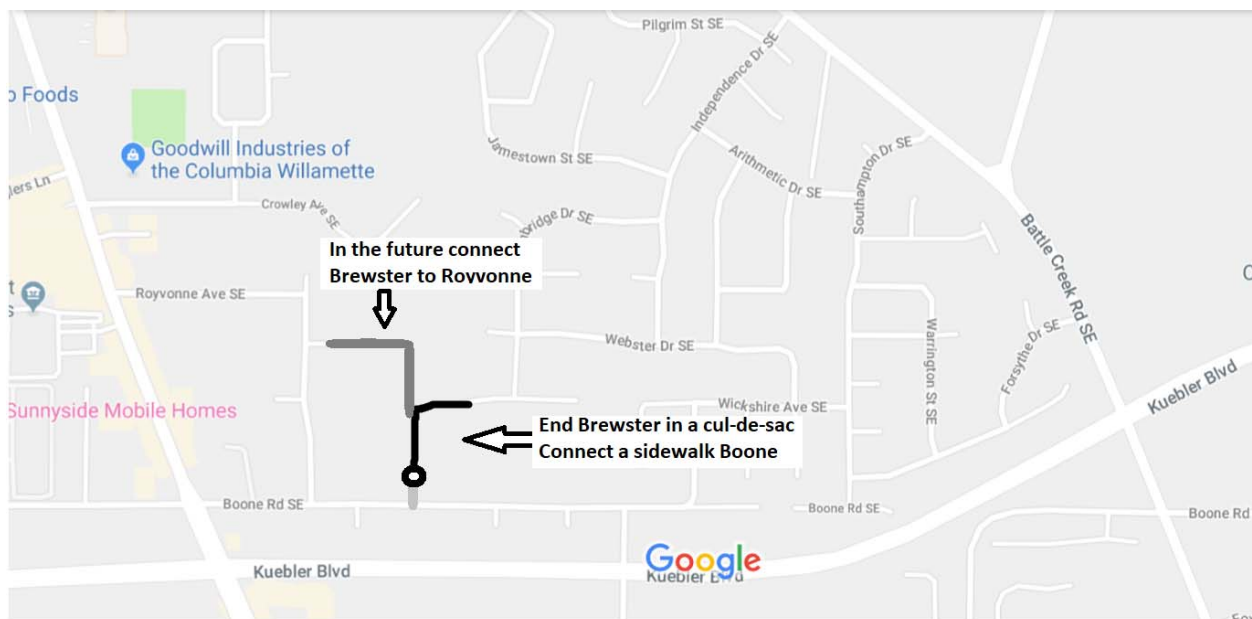 Pilgrim St SE
Independence Dr SE
o Foods
Goodwill Industries of
the Columbia Willamette
Jamestown St SE
Arithmetic Dr SE
Southampton Dr SE
glers Ln
Crowley Ave SE
bridge Dr SE
Battle Creek Rd SE
In the future connect
Brewster to Royvonne
Royvonne Ave SE
Webster Dr SE
Warrington St SE
Forsythe Dr SE
Kuebler Blvd
Sunnyside Mobile Homes
Wickshire Ave SE
End Brewster in a cul-de-sac
Connect a sidewalk Boone
Boone Rd SE
Boone Rd SE
Boone Rd
Google
Kuebler Blvd
Kuebler Blvd